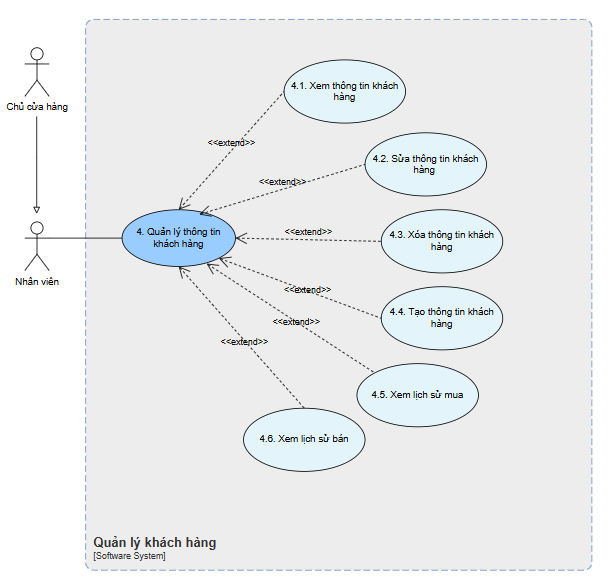 Chủ cửa hàng
Nhân viên
4. Quản lý thông tin
khách hàng
4.1. Xem thông tin khách
hàng
<<extend>>
4.2. Sửa thông tin khách
hàng
<<extend>>
4.3. Xóa thông tin khách
hàng
<<extend>>
4.4. Tạo thông tin khách
hàng
<<extend>>
4.5. Xem lịch sử mua
<<extend>>
4.6. Xem lịch sử bán
<<extend>>
Quản lý khách hàng
[Software System]